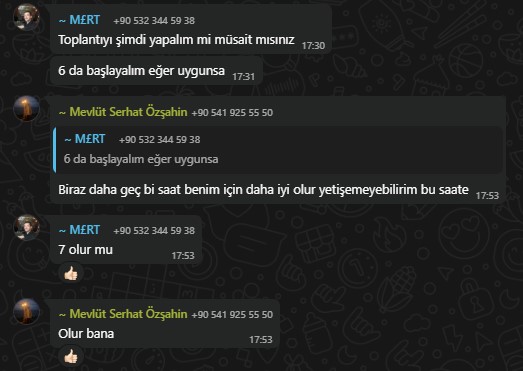 ~ M£RT +90 532 344 59 38
Toplantıyı şimdi yapalım mi müsait mısınız 17:30
6 da başlayalım eğer uygunsa 17:31
~ Mevlüt Serhat Özşahin +90 541 925 55 50
~ M£RT +90 532 344 59 38
6 da başlayalım eğer uygunsa
Biraz daha geç bi saat benim için daha iyi olur yetişemeyebilirim bu saate 17:53
~ M£RT +90 532 344 59 38
7 olur mu 17:53
~ Mevlüt Serhat Özşahin +90 541 925 55 50
Olur bana 17:53